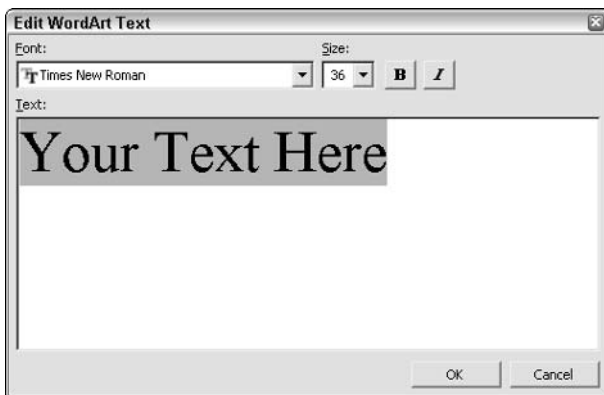 Edit WordArt Text
Font: Size:
Times New Roman 36 B I
Text:
Your Text Here
OK Cancel